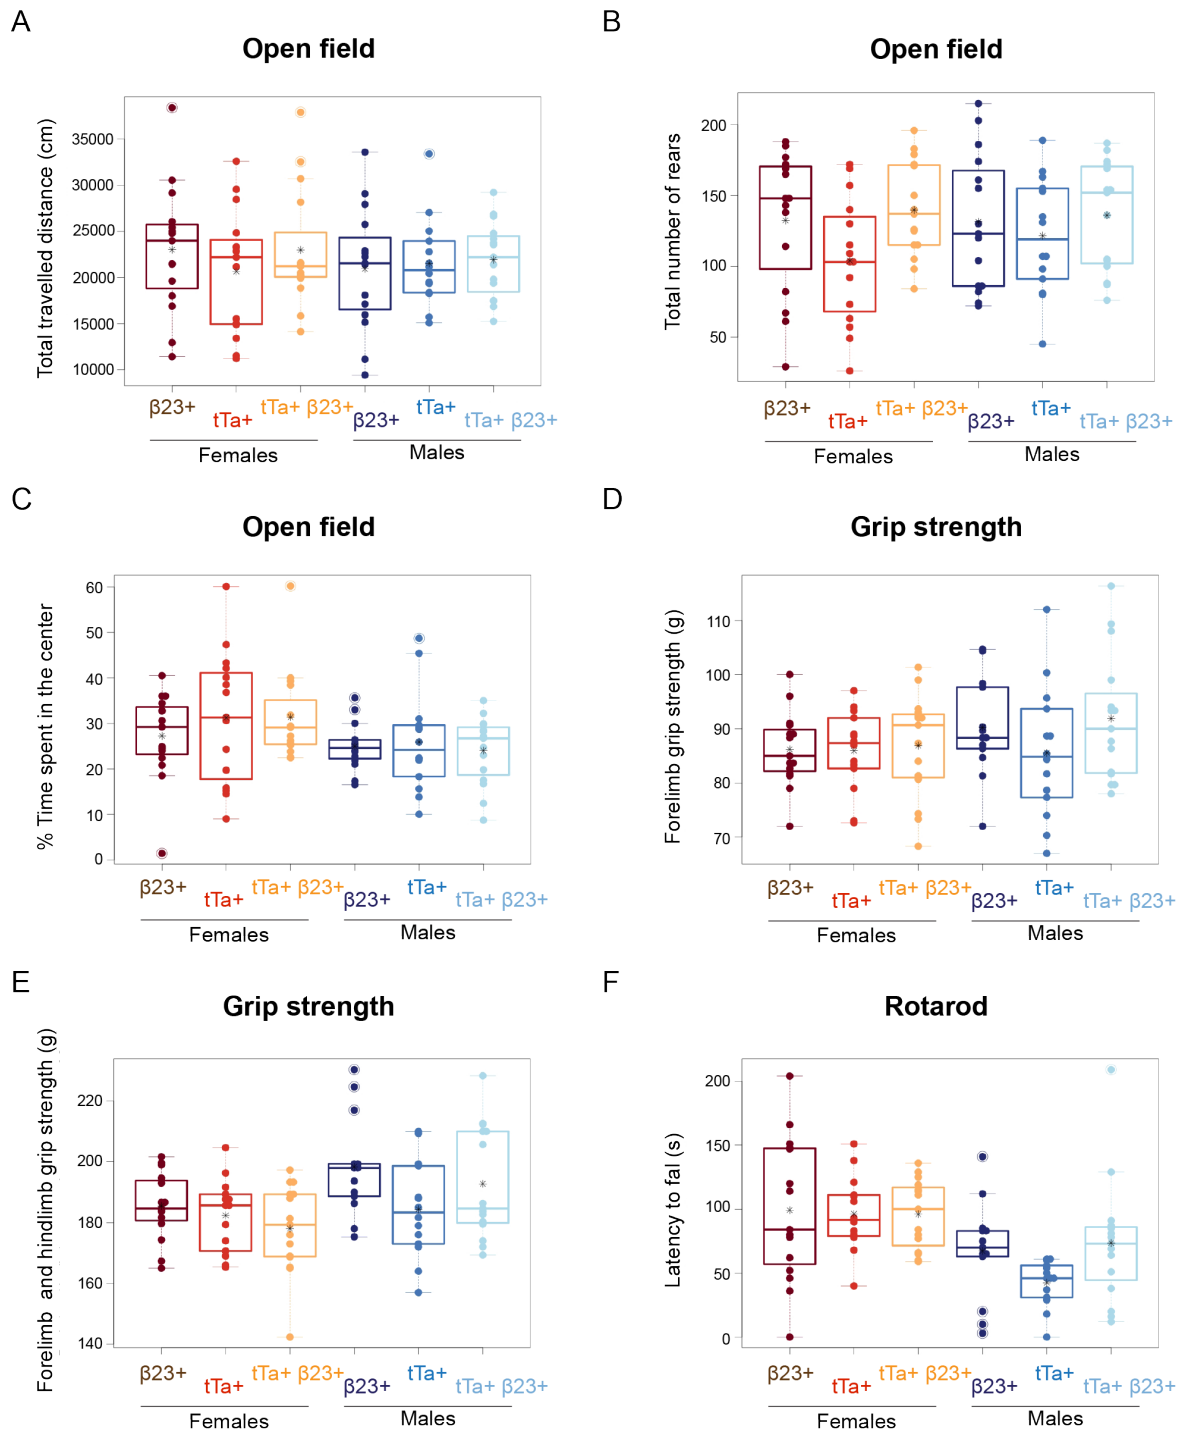 A
Open field
Total travelled distance (cm)
35000
30000
25000
20000
15000
10000
β23+
tTa+
tTa+ β23+
β23+
tTa+
tTa+ β23+
Females
Males
B
Open field
Total number of rears
200
150
100
50
β23+
tTa+
tTa+ β23+
β23+
tTa+
tTa+ β23+
Females
Males
C
Open field
% Time spent in the center
60
50
40
30
20
10
0
β23+
tTa+
tTa+ β23+
β23+
tTa+
tTa+ β23+
Females
Males
D
Grip strength
Forelimb grip strength (g)
110
100
90
80
70
β23+
tTa+
tTa+ β23+
β23+
tTa+
tTa+ β23+
Females
Males
E
Grip strength
Forelimb and hindlimb grip strength (g)
220
200
180
160
140
β23+
tTa+
tTa+ β23+
β23+
tTa+
tTa+ β23+
Females
Males
F
Rotarod
Latency to fal (s)
200
150
100
50
0
β23+
tTa+
tTa+ β23+
β23+
tTa+
tTa+ β23+
Females
Males